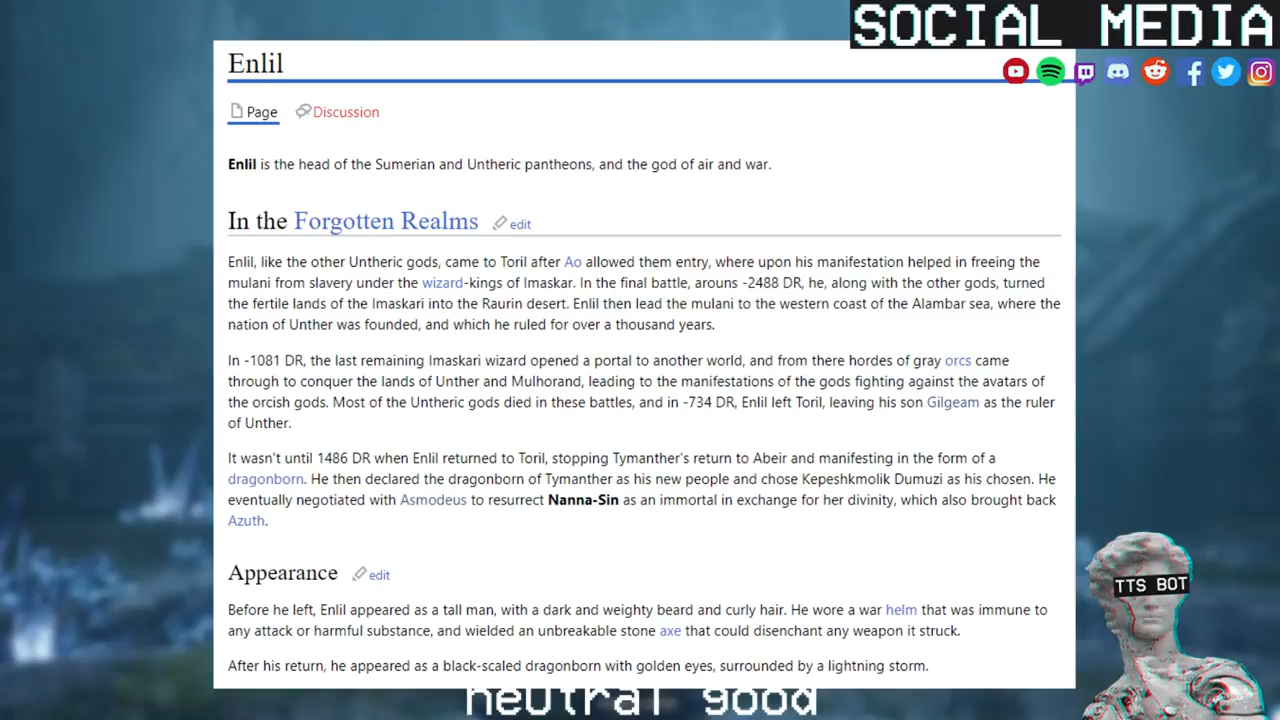 SOCIAL MEDIA
Enlil
Page Discussion
Enlil is the head of the Sumerian and Untheric pantheons, and the god of air and war.
In the Forgotten Realms edit
Enlil, like the other Untheric gods, came to Toril after Ao allowed them entry, where upon his manifestation helped in freeing the
mulani from slavery under the wizard-kings of Imaskar. In the final battle, arouns -2488 DR, he, along with the other gods, turned
the fertile lands of the Imaskari into the Raurin desert. Enlil then lead the mulani to the western coast of the Alambar sea, where the
nation of Unther was founded, and which he ruled for over a thousand years.
In -1081 DR, the last remaining Imaskari wizard opened a portal to another world, and from there hordes of gray orcs came
through to conquer the lands of Unther and Mulhorand, leading to the manifestations of the gods fighting against the avatars of
the orcish gods. Most of the Untheric gods died in these battles, and in -734 DR, Enlil left Toril, leaving his son Gilgeam as the ruler
of Unther.
It wasn't until 1486 DR when Enlil returned to Toril, stopping Tymanther's return to Abeir and manifesting in the form of a
dragonborn. He then declared the dragonborn of Tymanther as his new people and chose Kepeshkmolik Dumuzi as his chosen. He
eventually negotiated with Asmodeus to resurrect Nanna-Sin as an immortal in exchange for her divinity, which also brought back
Azuth.
Appearance edit
Before he left, Enlil appeared as a tall man, with a dark and weighty beard and curly hair. He wore a war helm that was immune to
any attack or harmful substance, and wielded an unbreakable stone axe that could disenchant any weapon it struck.
After his return, he appeared as a black-scaled dragonborn with golden eyes, surrounded by a lightning storm.
TTS BOT
neutral good